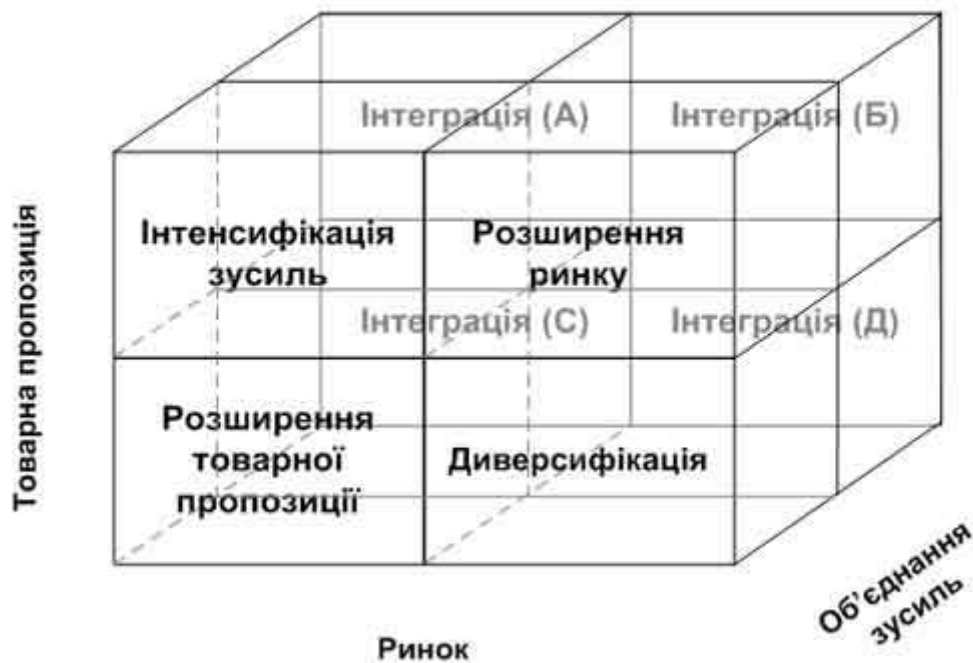 Інтеграція (А)
Інтеграція (Б)
Інтенсифікація
зусиль
Розширення
ринку
Інтеграція (С)
Інтеграція (Д)
Розширення
товарної
пропозиції
Диверсифікація
Товарна пропозиція
Ринок
Об’єднання
зусиль